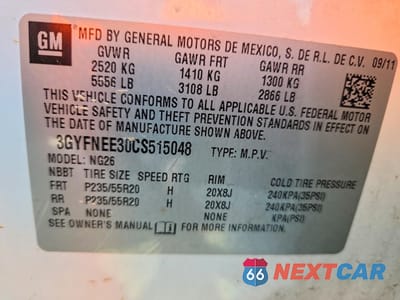 GM
MFD BY GENERAL MOTORS DE MEXICO, S. DE R.L. DE C.V. 09/11
GVWR GAWR FRT GAWR RR
2520 KG 1410 KG 1300 KG
5556 LB 3108 LB 2866 LB
THIS VEHICLE CONFORMS TO ALL APPLICABLE U.S. FEDERAL MOTOR
VEHICLE SAFETY AND THEFT PREVENTION STANDARDS IN EFFECT ON THE
DATE OF MANUFACTURE SHOWN ABOVE.
3GYFNEE30CS515048 TYPE: M.P.V.
MODEL: NG26
NBBT TIRE SIZE SPEED RTG RIM COLD TIRE PRESSURE
FRT P235/55R20 H 20X8J 240KPA(35PSI)
RR P235/55R20 H 20X8J 240KPA(35PSI)
SPA NONE NONE KPA(PSI)
SEE OWNER'S MANUAL FOR ADDITIONAL INFORMATION.
66 NEXTCAR